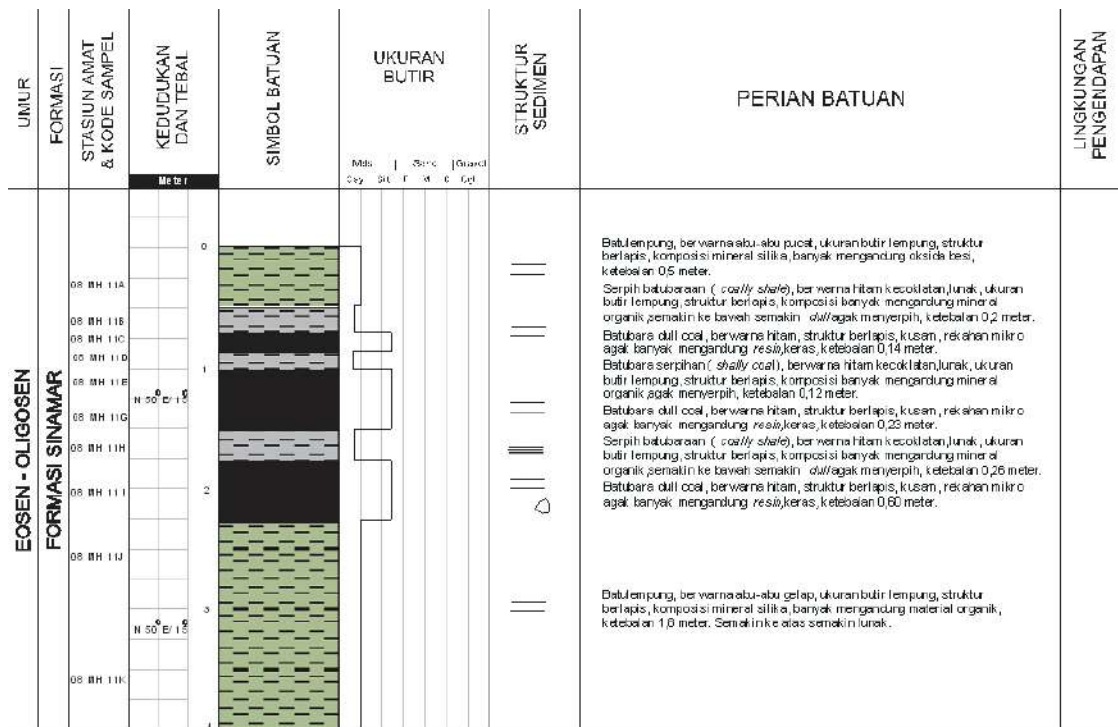 UMUR
FORMASI
STASIUN AMAT
& KODE SAMPEL
KEDUDUKAN
DAN TEBAL
SIMBOL BATUAN
UKURAN
BUTIR
STRUKTUR
SEDIMEN
PERIAN BATUAN
LINGKUNGAN
PENGENDAPAN
Meter
Sand Gravel
EOSEN - OLIGOSEN
FORMASI SINAMAR
0
08 MH 11A
08 MH 11B
08 MH 11C
08 MH 11D
1
08 MH 11E
N 50°E/15°
08 MH 11G
08 MH 11H
2
08 MH 11I
08 MH 11J
3
N 50°E/15°
08 MH 11K
Batulempung, berwarna abu-abu pucat, ukuran butir lempung, struktur
berlapis, komposisi mineral silika, banyak mengandung oksida besi,
ketebalan 0,5 meter.
Serpih batubaraan ( coally shale), berwarna hitam kecoklatan,lunak, ukuran
butir lempung, struktur berlapis, komposisi banyak mengandung mineral
organik,semakin ke bawah semakin dull agak menyerpih, ketebalan 0,2 meter.
Batubara dull coal, berwarna hitam, struktur berlapis, kusam, rekahan mikro
agak banyak mengandung resin,keras, ketebalan 0,14 meter.
Batubara serpihan ( shally coal), berwarna hitam kecoklatan,lunak, ukuran
butir lempung, struktur berlapis, komposisi banyak mengandung mineral
organik,agak menyerpih, ketebalan 0,12 meter.
Batubara dull coal, berwarna hitam, struktur berlapis, kusam, rekahan mikro
agak banyak mengandung resin,keras, ketebalan 0,23 meter.
Serpih batubaraan ( coally shale), berwarna hitam kecoklatan,lunak, ukuran
butir lempung, struktur berlapis, komposisi banyak mengandung mineral
organik,semakin ke bawah semakin dull agak menyerpih, ketebalan 0,26 meter.
Batubara dull coal, berwarna hitam, struktur berlapis, kusam, rekahan mikro
agak banyak mengandung resin,keras, ketebalan 0,60 meter.
Batulempung, berwarna abu-abu gelap, ukuran butir lempung, struktur
berlapis, komposisi mineral silika, banyak mengandung material organik,
ketebalan 1,8 meter. Semakin ke atas semakin lunak.